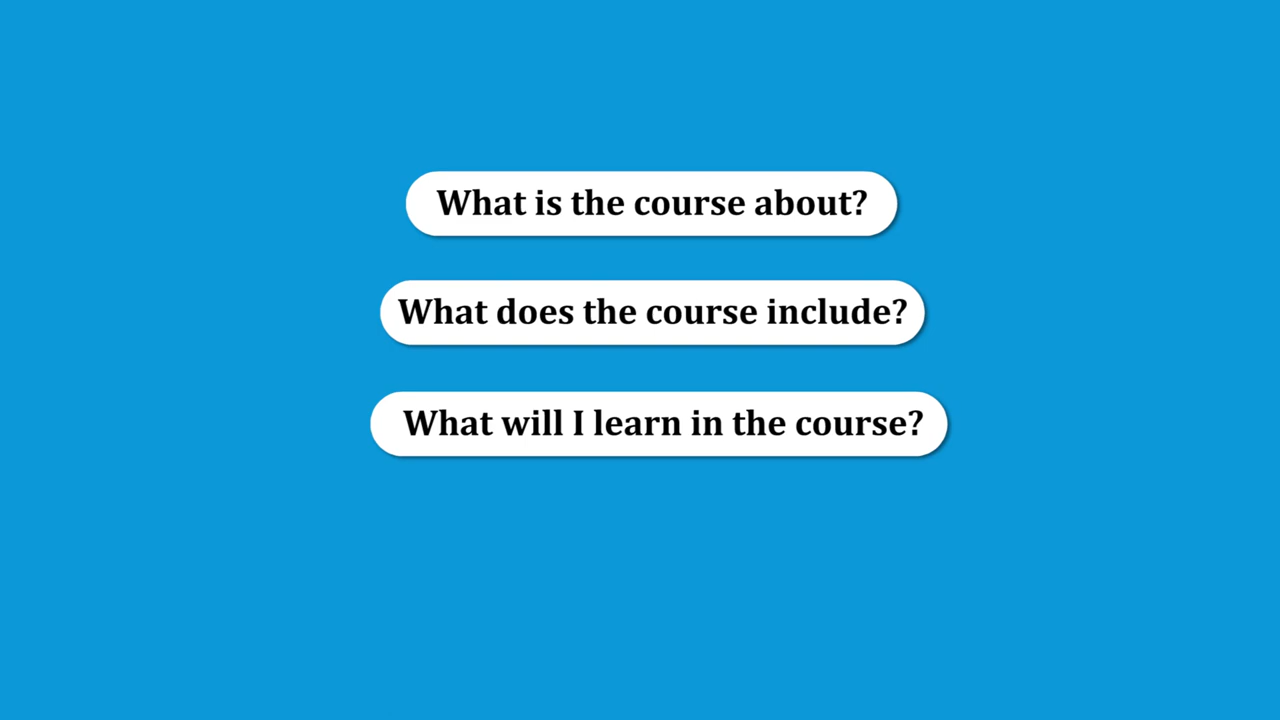 What is the course about?
What does the course include?
What will I learn in the course?